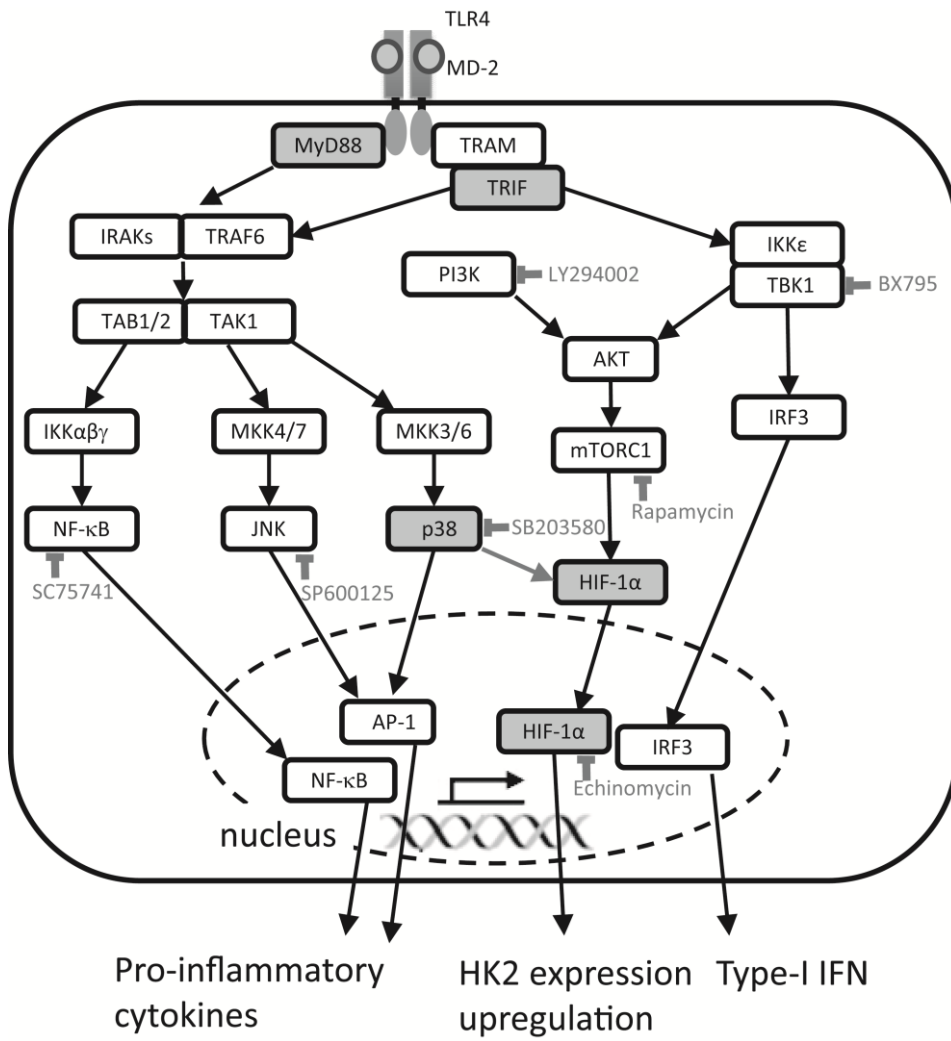 TLR4
MD-2
MyD88
TRAM
TRIF
IRAKs
TRAF6
IKKε
PI3K
LY294002
TBK1
BX795
TAB1/2
TAK1
AKT
IKKαβγ
MKK4/7
MKK3/6
mTORC1
IRF3
Rapamycin
NF-κB
JNK
p38
SB203580
SC75741
SP600125
HIF-1α
AP-1
HIF-1α
IRF3
NF-κB
Echinomycin
nucleus
Pro-inflammatory
cytokines
HK2 expression
upregulation
Type-I IFN